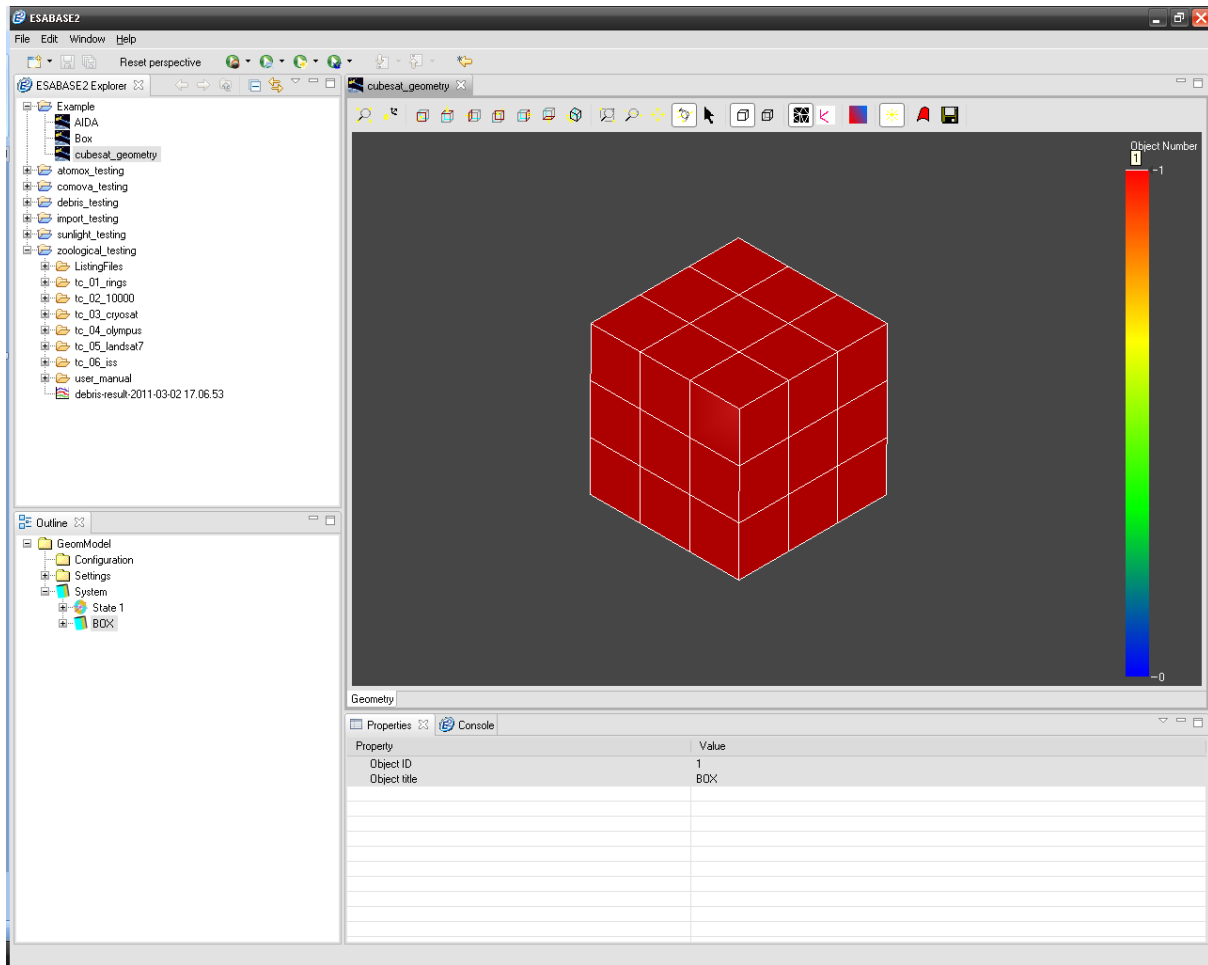 ESABASE2
File Edit Window Help
Reset perspective
ESABASE2 Explorer
Example
AIDA
Box
cubesat_geometry
atomox_testing
comova_testing
debris_testing
import_testing
sunlight_testing
zoological_testing
ListingFiles
tc_01_rings
tc_02_10000
tc_03_cryosat
tc_04_olympus
tc_05_landsat7
tc_06_iss
user_manual
debris-result-2011-03-02 17.06.53
Outline
GeomModel
Configuration
Settings
System
State 1
BOX
cubesat_geometry
Object Number
1
1
0
Geometry
Properties Console
Property Value
Object ID 1
Object title BOX